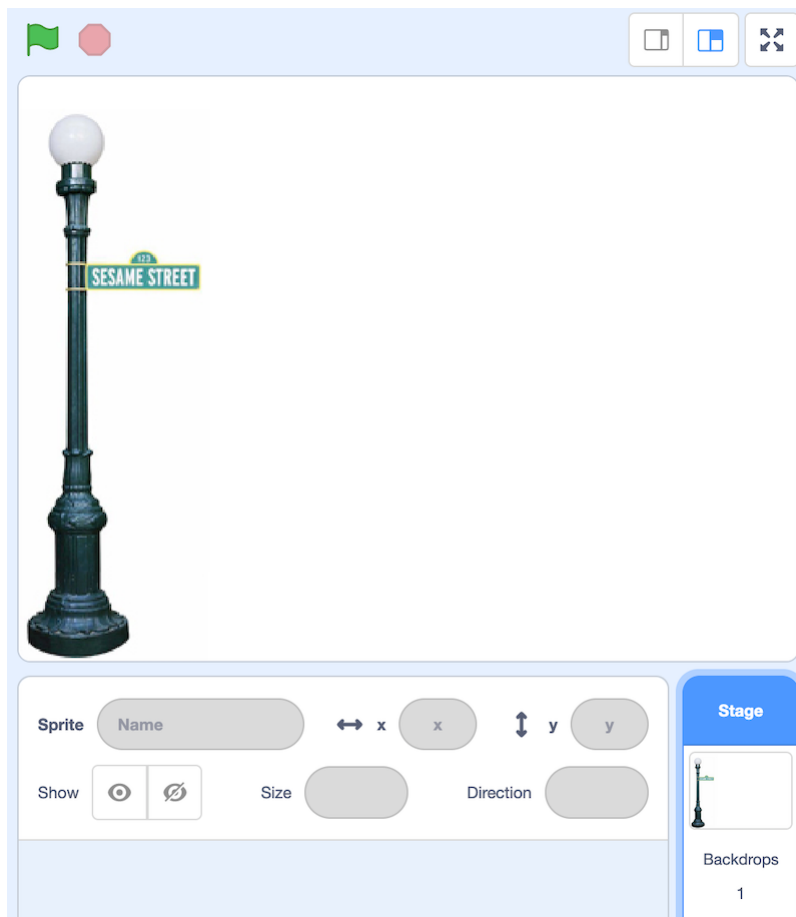 123
SESAME STREET
Sprite Name x x y y
Stage
Show Size Direction
Backdrops
1